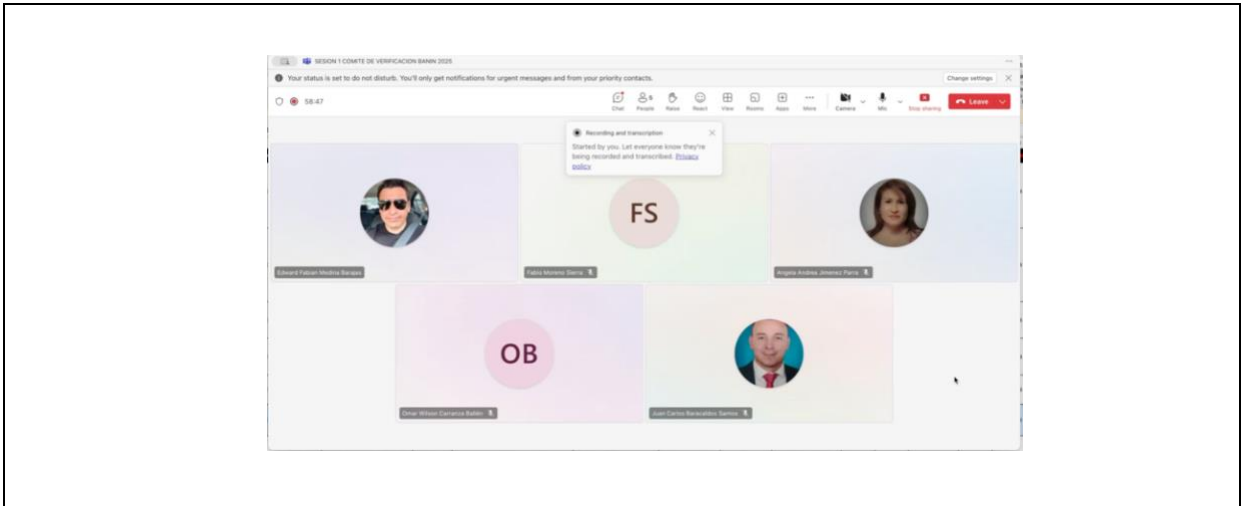 SESION 1 COMITE DE VERIFICACION BANIN 2025
Your status is set to do not disturb. You'll only get notifications for urgent messages and from your priority contacts.
Change settings
58:47
Chat
5
People
Raise
React
View
Rooms
Apps
More
Camera
Mic
Stop sharing
Leave
Recording and transcription
Started by you. Let everyone know they're
being recorded and transcribed. Privacy
policy
FS
Edward Fabian Medina Barajas
Fabio Moreno Sierra
Angela Andrea Jimenez Parra
OB
Omar Wilson Carranza Bailén
Juan Carlos Baracaldo Santos